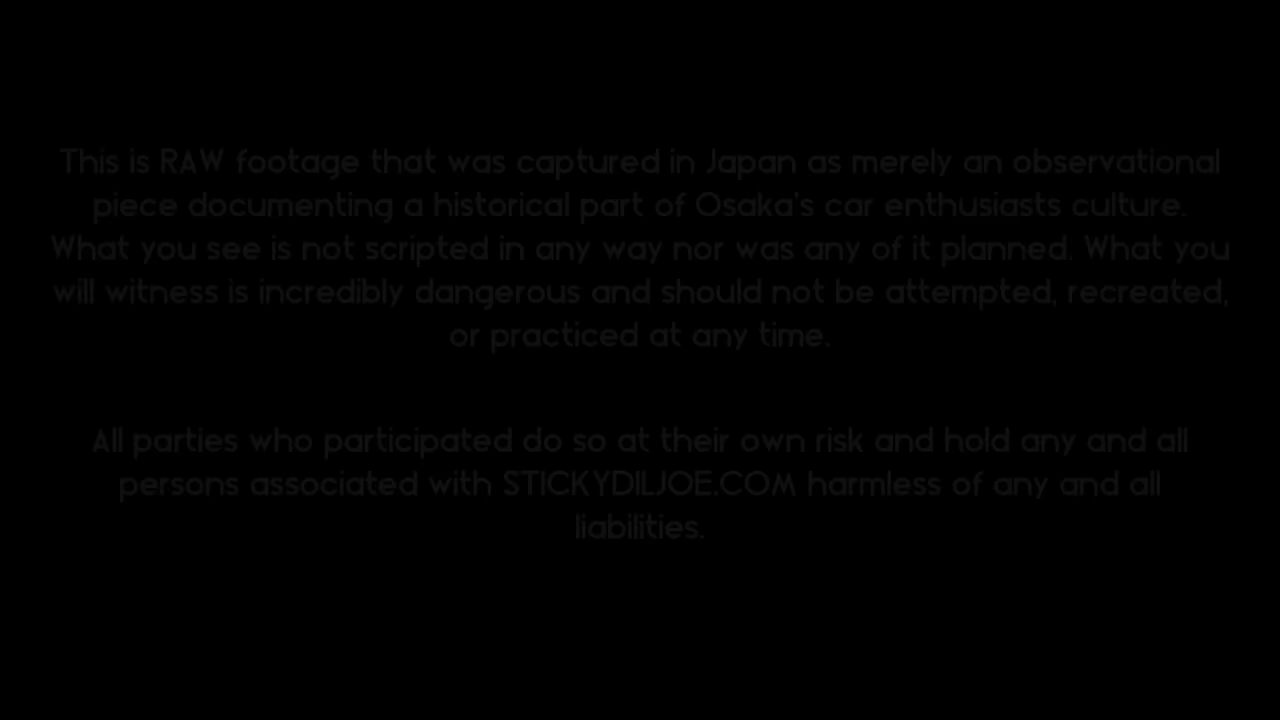 This is RAW footage that was captured in Japan as merely an observational
piece documenting a historical part of Osaka's car enthusiasts culture.
What you see is not scripted in any way nor was any of it planned. What you
will witness is incredibly dangerous and should not be attempted, recreated,
or practiced at any time.
All parties who participated do so at their own risk and hold any and all
persons associated with STICKYDILJOE.COM harmless of any and all
liabilities.